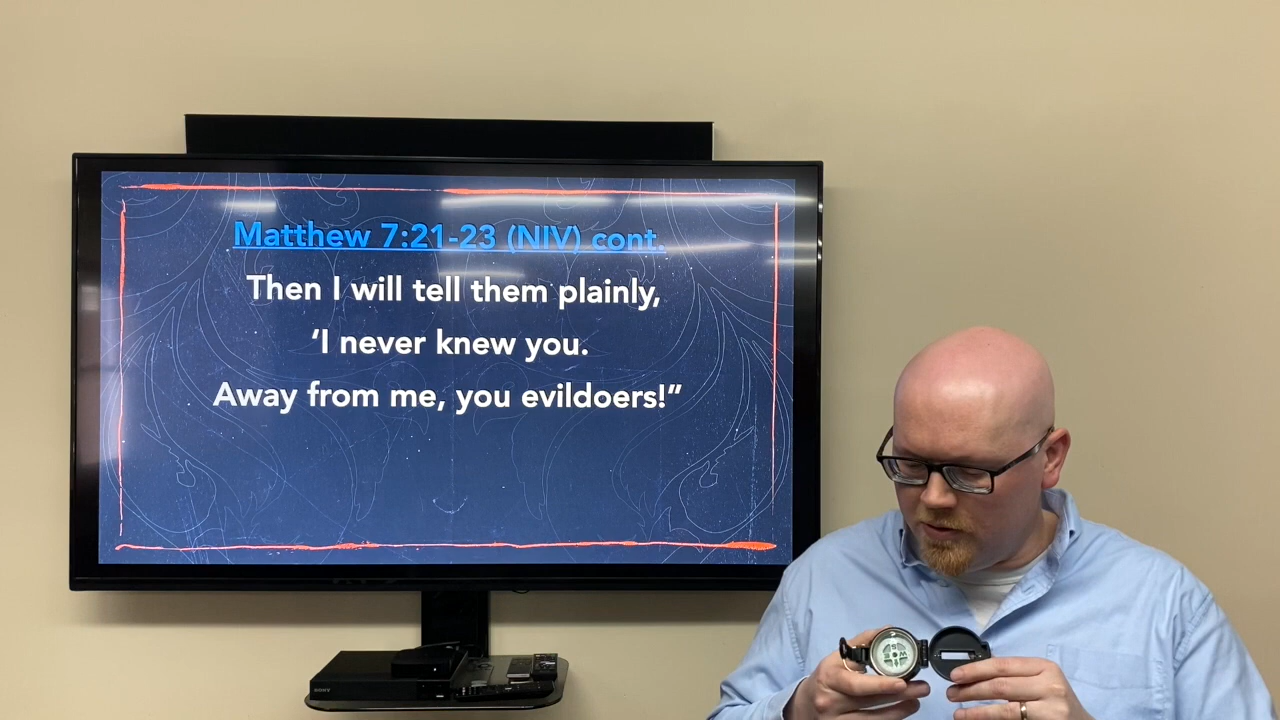 Matthew 7:21-23 (NIV) cont.
Then I will tell them plainly,
‘I never knew you.
Away from me, you evildoers!”
SONY
S
W